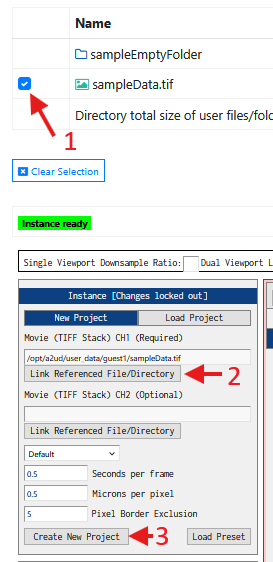 Name
sampleEmptyFolder
sampleData.tif
Directory total size of user files/fol
1
Clear Selection
Instance ready
Single Viewport Downsample Ratio: Dual Viewport L
Instance [Changes locked out]
New Project Load Project
Movie (TIFF Stack) CH1 (Required)
/opt/a2ud/user_data/guest1/sampleData.tif
Link Referenced File/Directory 2
Movie (TIFF Stack) CH2 (Optional)
Link Referenced File/Directory
Default
0.5 Seconds per frame
0.5 Microns per pixel
5 Pixel Border Exclusion
Create New Project 3 Load Preset